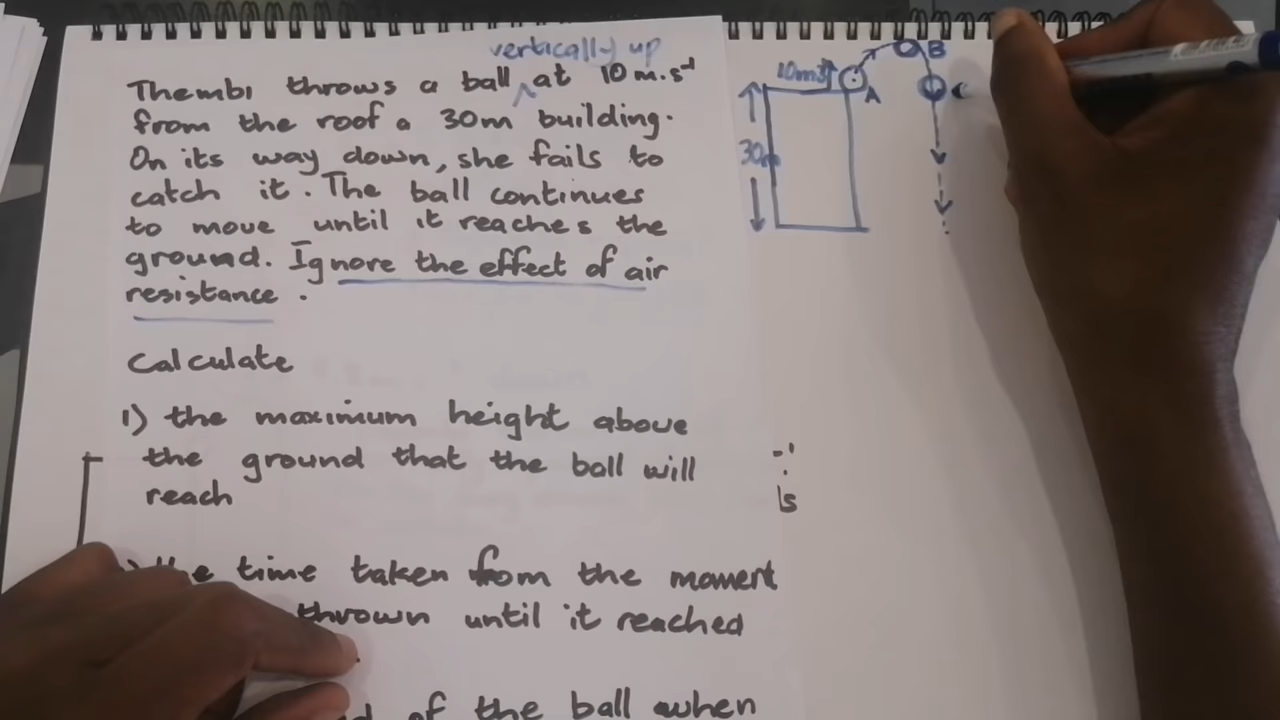 vertically up
Thembi throws a ball ^ at 10 m.s⁻¹
from the roof a 30m building.
On its way down, she fails to
catch it. The ball continues
to move until it reaches the
ground. Ignore the effect of air
resistance.
Calculate
1) the maximum height above
the ground that the ball will
reach
the time taken from the moment
thrown until it reached
of the ball when
10ms
A
B
C
30m